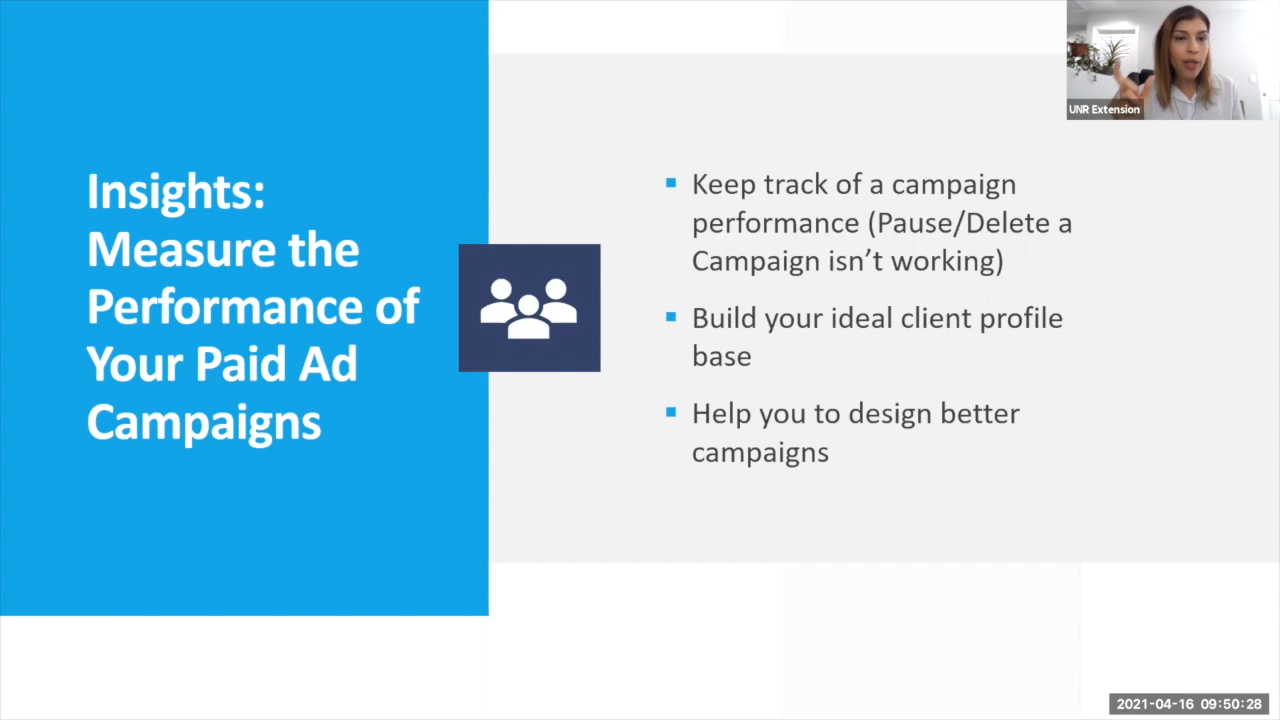 Insights:
Measure the
Performance of
Your Paid Ad
Campaigns
Keep track of a campaign
performance (Pause/Delete a
Campaign isn’t working)
Build your ideal client profile
base
Help you to design better
campaigns
UNR Extension
2021-04-16 09:50:28